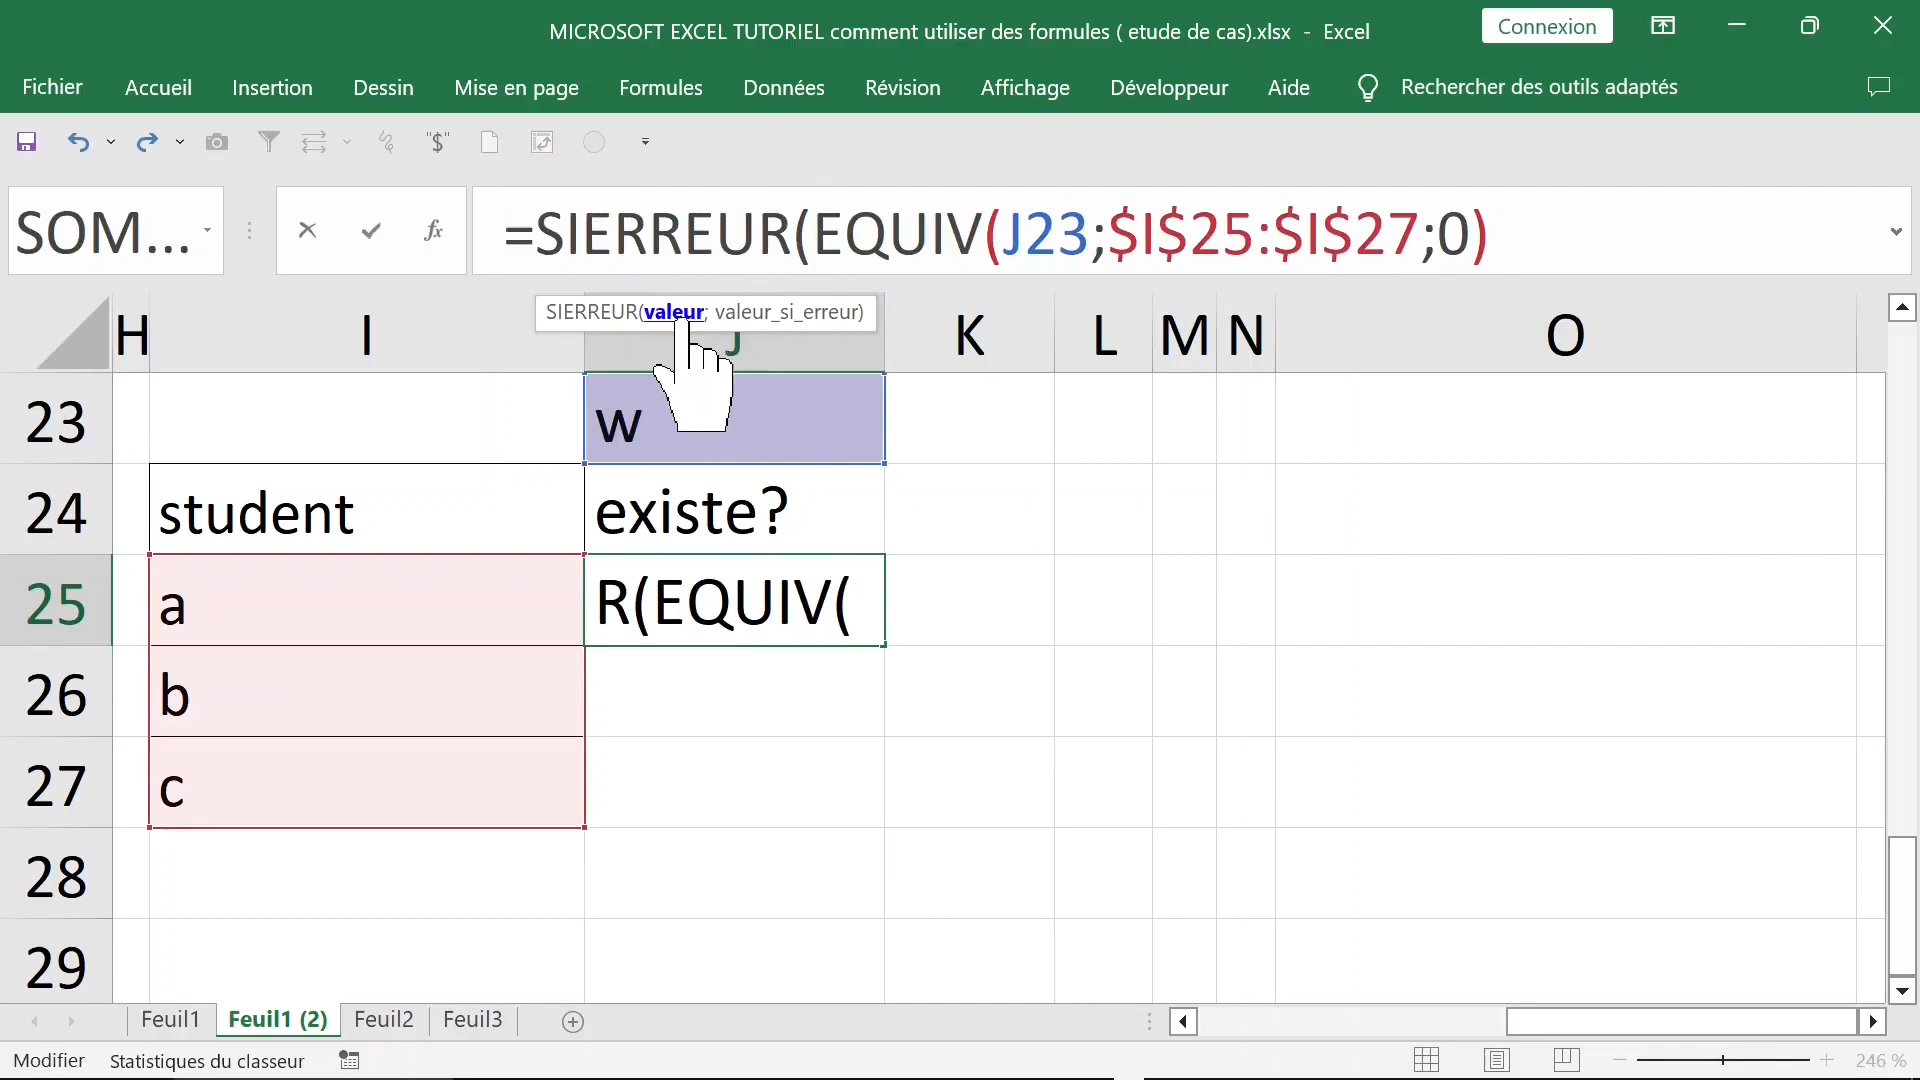 MICROSOFT EXCEL TUTORIEL comment utiliser des formules ( etude de cas).xlsx - Excel
Connexion
Fichier Accueil Insertion Dessin Mise en page Formules Données Révision Affichage Développeur Aide Rechercher des outils adaptés
"$"
SOM... fx =SIERREUR(EQUIV(J23;$I$25:$I$27;0)
SIERREUR(valeur; valeur_si_erreur)
H I J K L M N O
23 w
24 student existe?
25 a R(EQUIV(
26 b
27 c
28
29
Feuil1 Feuil1 (2) Feuil2 Feuil3
Modifier Statistiques du classeur 246 %